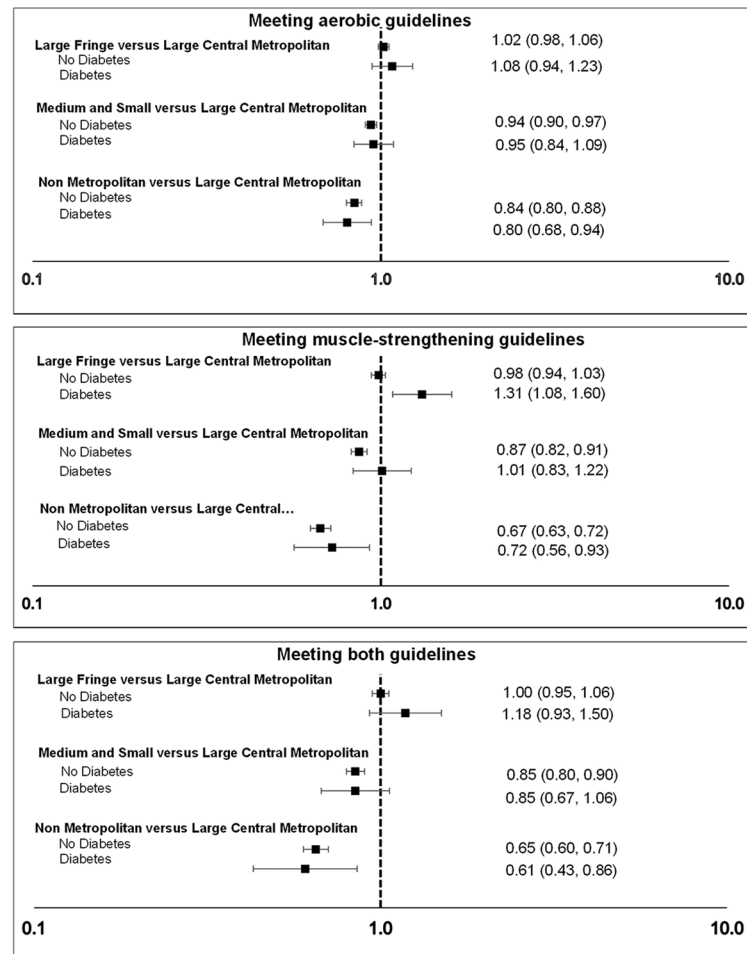 Meeting aerobic guidelines
Large Fringe versus Large Central Metropolitan
No Diabetes 1.02 (0.98, 1.06)
Diabetes 1.08 (0.94, 1.23)
Medium and Small versus Large Central Metropolitan
No Diabetes 0.94 (0.90, 0.97)
Diabetes 0.95 (0.84, 1.09)
Non Metropolitan versus Large Central Metropolitan
No Diabetes 0.84 (0.80, 0.88)
Diabetes 0.80 (0.68, 0.94)
0.1 1.0 10.0
Meeting muscle-strengthening guidelines
Large Fringe versus Large Central Metropolitan
No Diabetes 0.98 (0.94, 1.03)
Diabetes 1.31 (1.08, 1.60)
Medium and Small versus Large Central Metropolitan
No Diabetes 0.87 (0.82, 0.91)
Diabetes 1.01 (0.83, 1.22)
Non Metropolitan versus Large Central...
No Diabetes 0.67 (0.63, 0.72)
Diabetes 0.72 (0.56, 0.93)
0.1 1.0 10.0
Meeting both guidelines
Large Fringe versus Large Central Metropolitan
No Diabetes 1.00 (0.95, 1.06)
Diabetes 1.18 (0.93, 1.50)
Medium and Small versus Large Central Metropolitan
No Diabetes 0.85 (0.80, 0.90)
Diabetes 0.85 (0.67, 1.06)
Non Metropolitan versus Large Central Metropolitan
No Diabetes 0.65 (0.60, 0.71)
Diabetes 0.61 (0.43, 0.86)
0.1 1.0 10.0